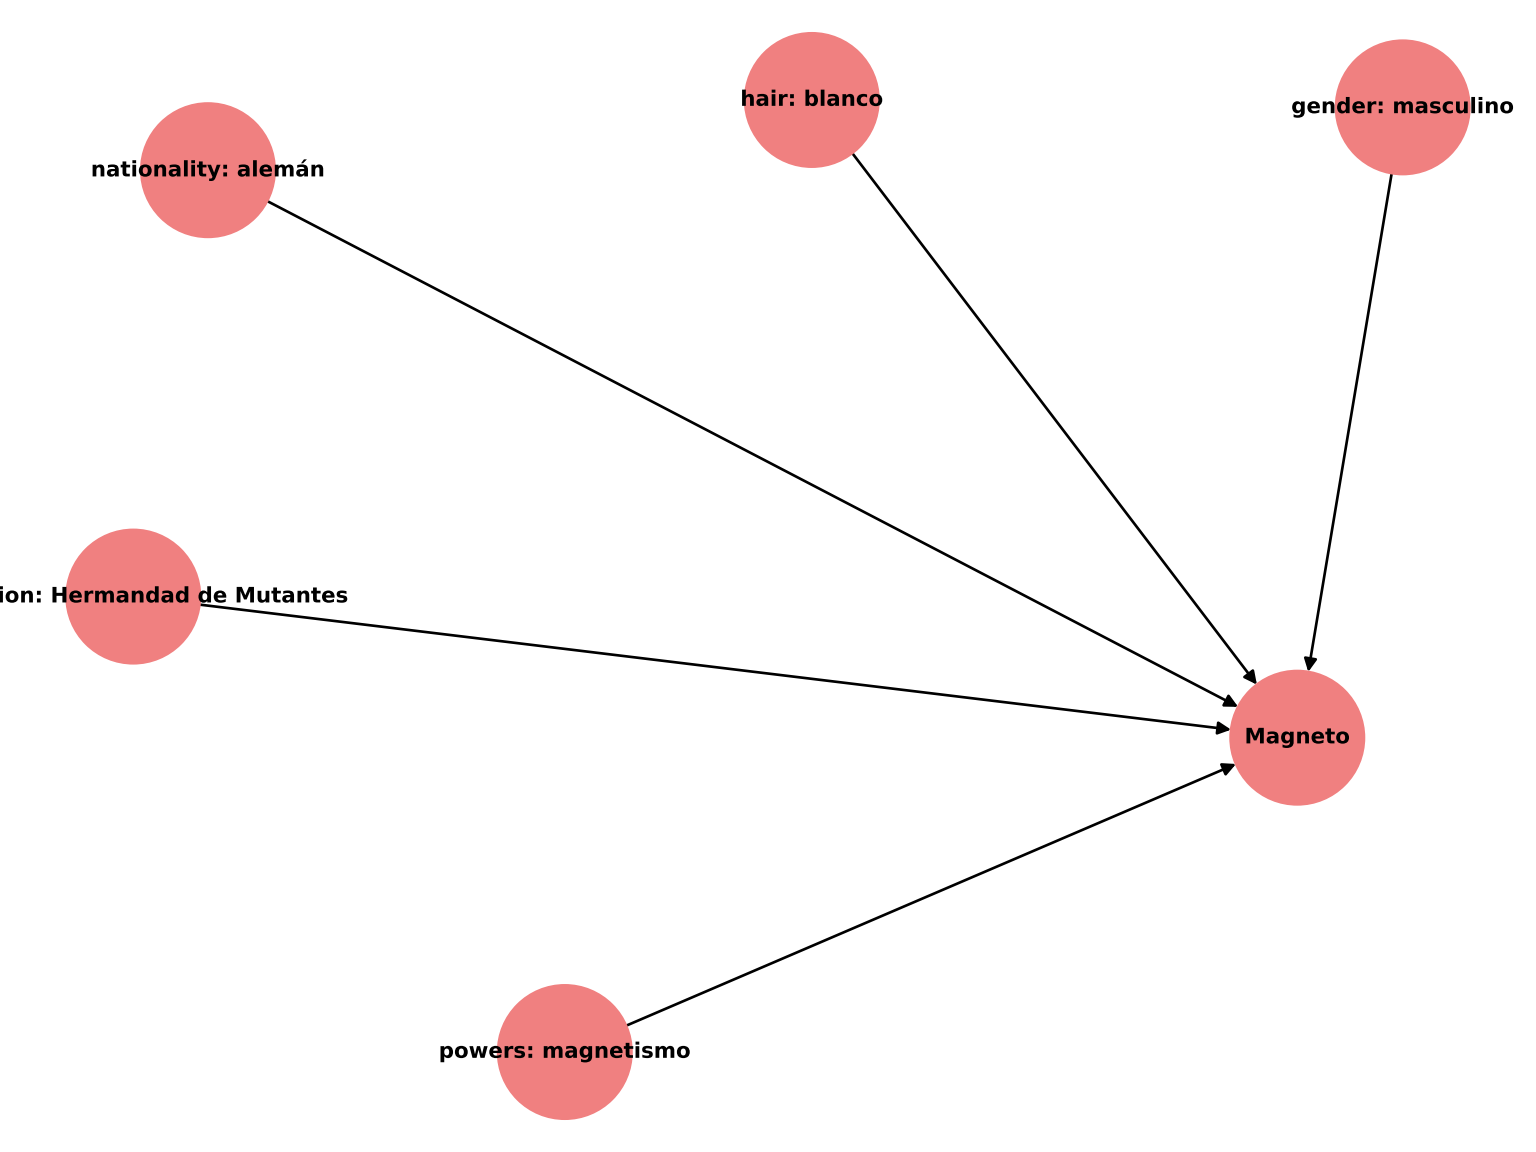 hair: blanco
gender: masculino
nationality: alemán
ion: Hermandad de Mutantes
Magneto
powers: magnetismo